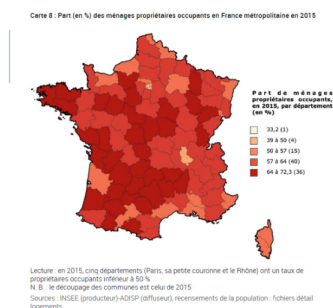 Carte 8 : Part (en %) des ménages propriétaires occupants en France métropolitaine en 2015
Part de ménages
propriétaires occupants,
en 2015, par département
(en %)
33,2 (1)
39 à 50 (4)
50 à 57 (15)
57 à 64 (40)
64 à 72,3 (36)
Lecture : en 2015, cinq départements (Paris, sa petite couronne et le Rhône) ont un taux de
propriétaires occupants inférieur à 50 %
N. B. : le découpage des communes est celui de 2015
Sources : INSEE (producteur)-ADISP (diffuseur), recensements de la population : fichiers détail
logements